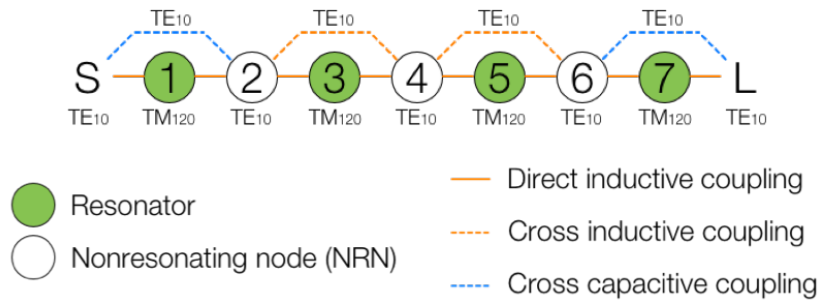 TE10 TE10 TE10 TE10
S 1 2 3 4 5 6 7 L
TE10 TM120 TE10 TM120 TE10 TM120 TE10 TM120 TE10
Direct inductive coupling
Resonator
Cross inductive coupling
Nonresonating node (NRN)
Cross capacitive coupling